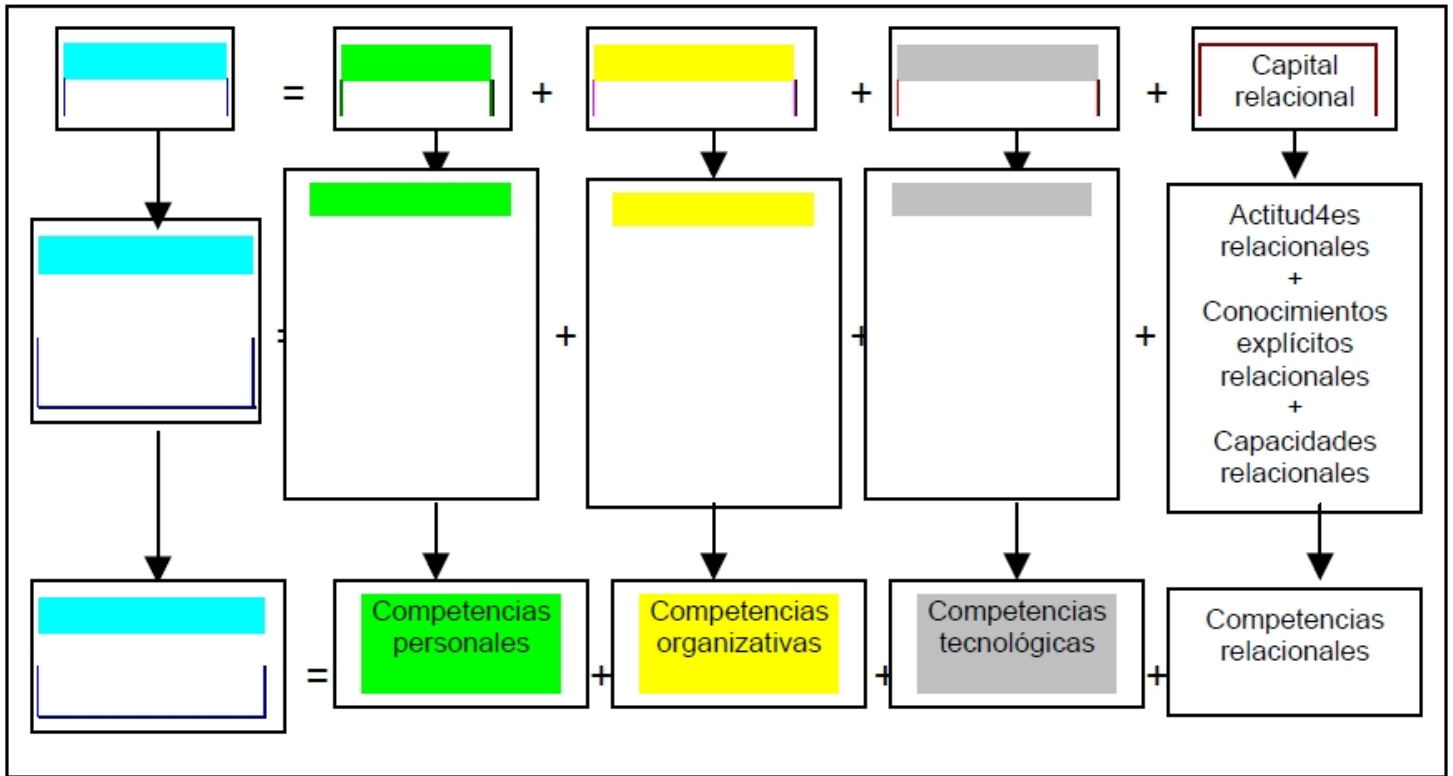 =
+
+
+
Capital
relacional
=
+
+
+
Actitud4es
relacionales
+
Conocimientos
explícitos
relacionales
+
Capacidades
relacionales
=
Competencias
personales
+
Competencias
organizativas
+
Competencias
tecnológicas
+
Competencias
relacionales